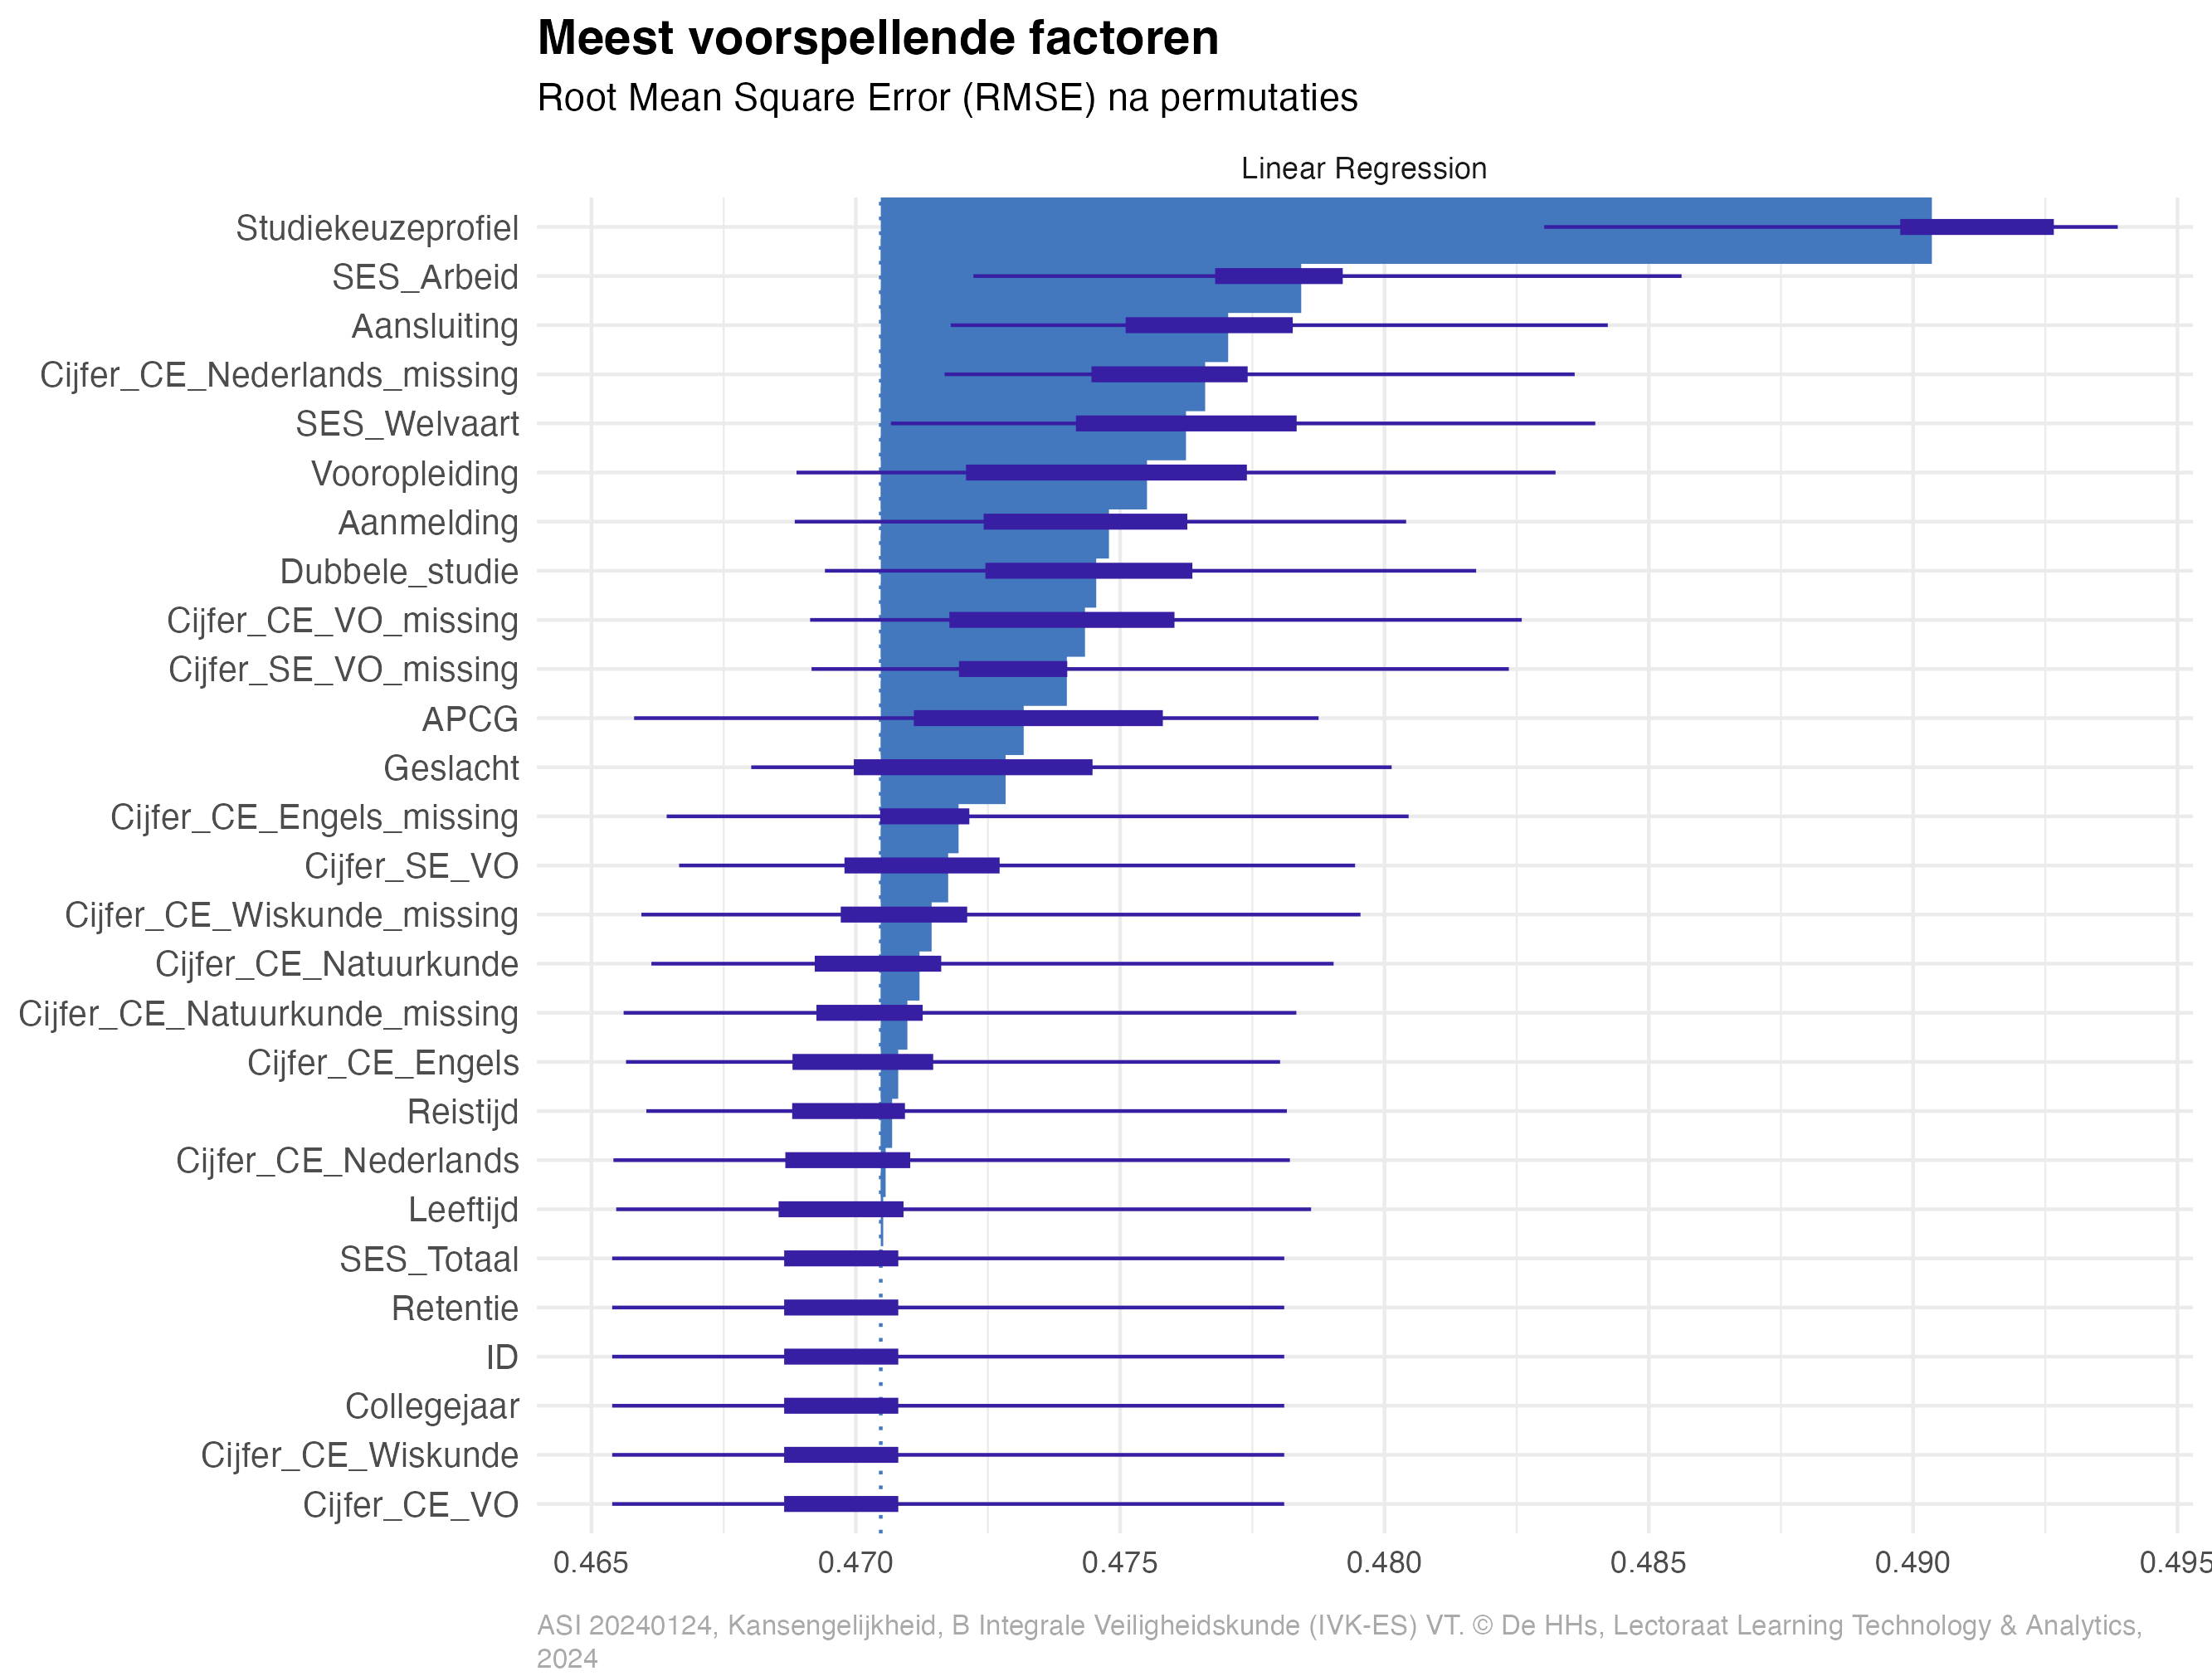 Meest voorspellende factoren
Root Mean Square Error (RMSE) na permutaties
Linear Regression
Studiekeuzeprofiel
SES_Arbeid
Aansluiting
Cijfer_CE_Nederlands_missing
SES_Welvaart
Vooropleiding
Aanmelding
Dubbele_studie
Cijfer_CE_VO_missing
Cijfer_SE_VO_missing
APCG
Geslacht
Cijfer_CE_Engels_missing
Cijfer_SE_VO
Cijfer_CE_Wiskunde_missing
Cijfer_CE_Natuurkunde
Cijfer_CE_Natuurkunde_missing
Cijfer_CE_Engels
Reistijd
Cijfer_CE_Nederlands
Leeftijd
SES_Totaal
Retentie
ID
Collegejaar
Cijfer_CE_Wiskunde
Cijfer_CE_VO
0.465 0.470 0.475 0.480 0.485 0.490 0.495
ASI 20240124, Kansengelijkheid, B Integrale Veiligheidskunde (IVK-ES) VT. © De HHs, Lectoraat Learning Technology & Analytics,
2024